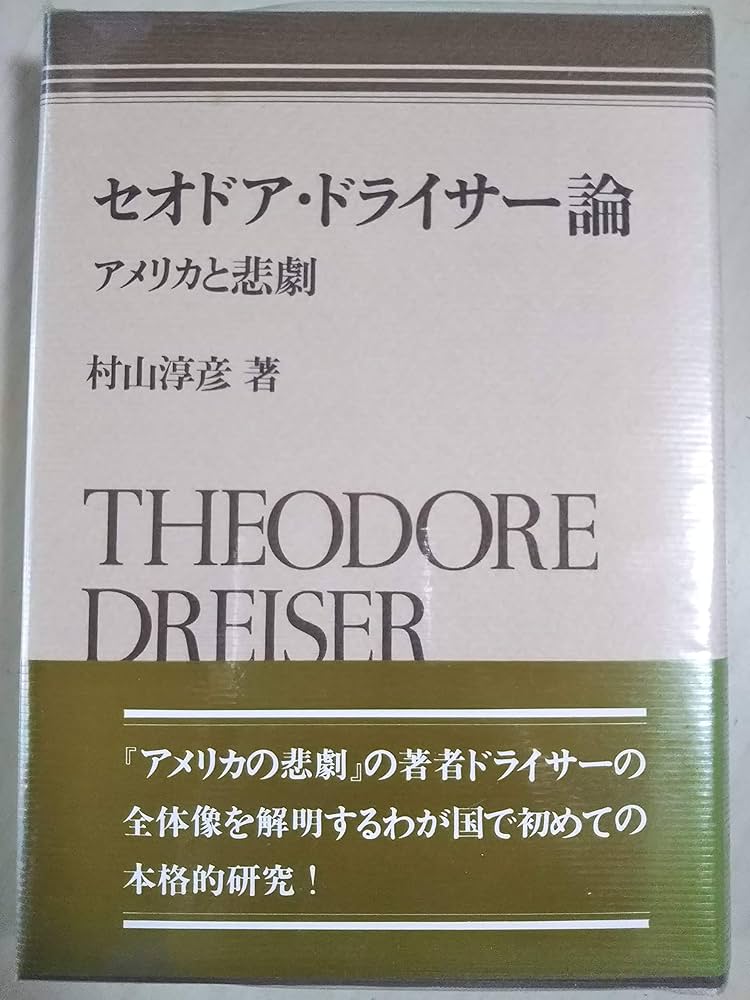 セオドア・ドライサー論
アメリカと悲劇
村山淳彦 著
THEODORE
DREISER
『アメリカの悲劇』の著者ドライサーの
全体像を解明するわが国で初めての
本格的研究!